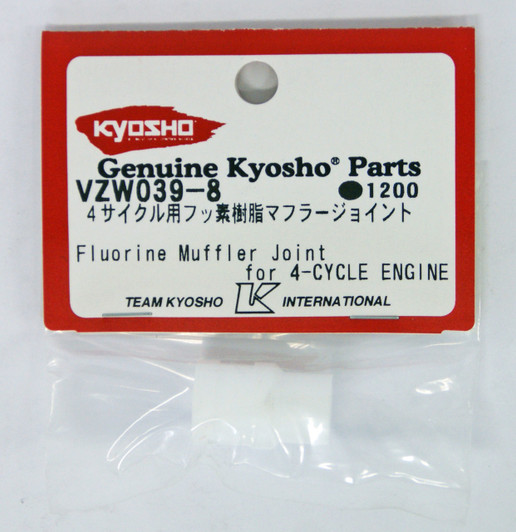 KYOSHO
Genuine Kyosho® Parts
VZW039-8 ●1200
4サイクル用フッ素樹脂マフラージョイント
Fluorine Muffler Joint
for 4-CYCLE ENGINE
TEAM KYOSHO K INTERNATIONAL